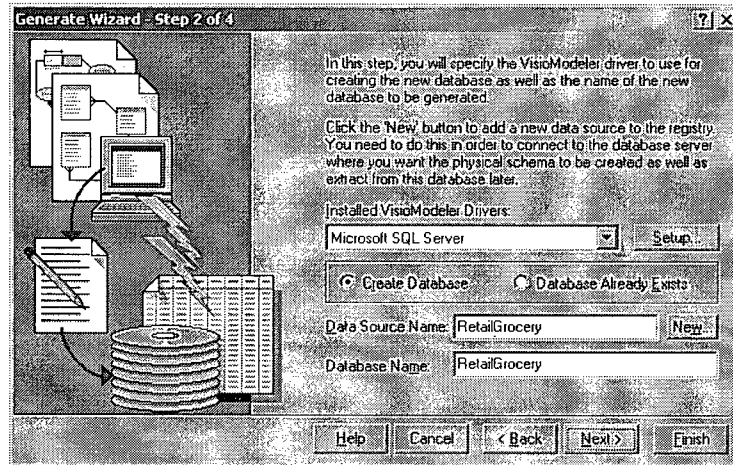 Generate Wizard - Step 2 of 4
In this step, you will specify the VisioModeler driver to use for
creating the new database as well as the name of the new
database to be generated.
Click the 'New' button to add a new data source to the registry.
You need to do this in order to connect to the database server
where you want the physical schema to be created as well as
extract from this database later.
Installed VisioModeler Drivers:
Microsoft SQL Server
Setup...
Create Database
Database Already Exists
Data Source Name:
RetailGrocery
New...
Database Name:
RetailGrocery
Help
Cancel
< Back
Next >
Finish